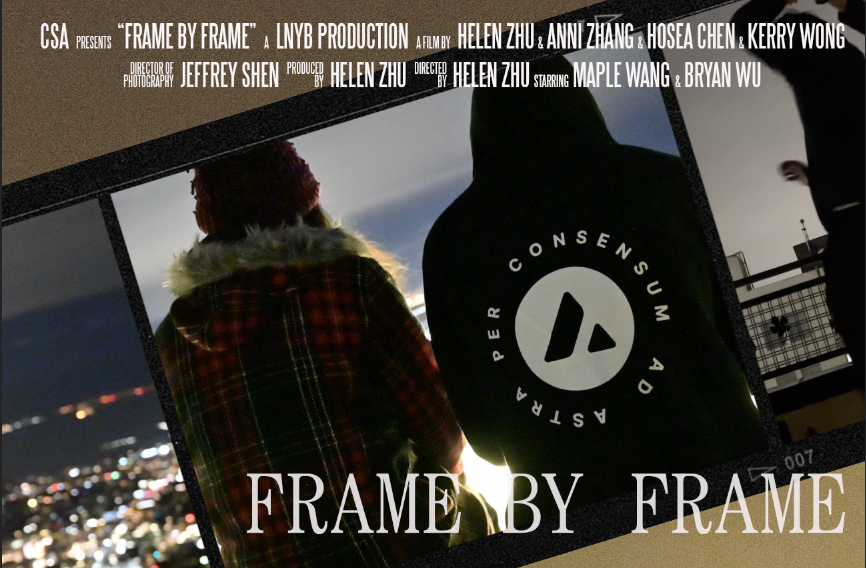 CSA PRESENTS "FRAME BY FRAME" A LNYB PRODUCTION A FILM BY HELEN ZHU & ANNI ZHANG & HOSEA CHEN & KERRY WONG
DIRECTOR OF PHOTOGRAPHY JEFFREY SHEN PRODUCED BY HELEN ZHU DIRECTED BY HELEN ZHU STARRING MAPLE WANG & BRYAN WU
PER CONSENSUM AD ASTRA
007
FRAME BY FRAME